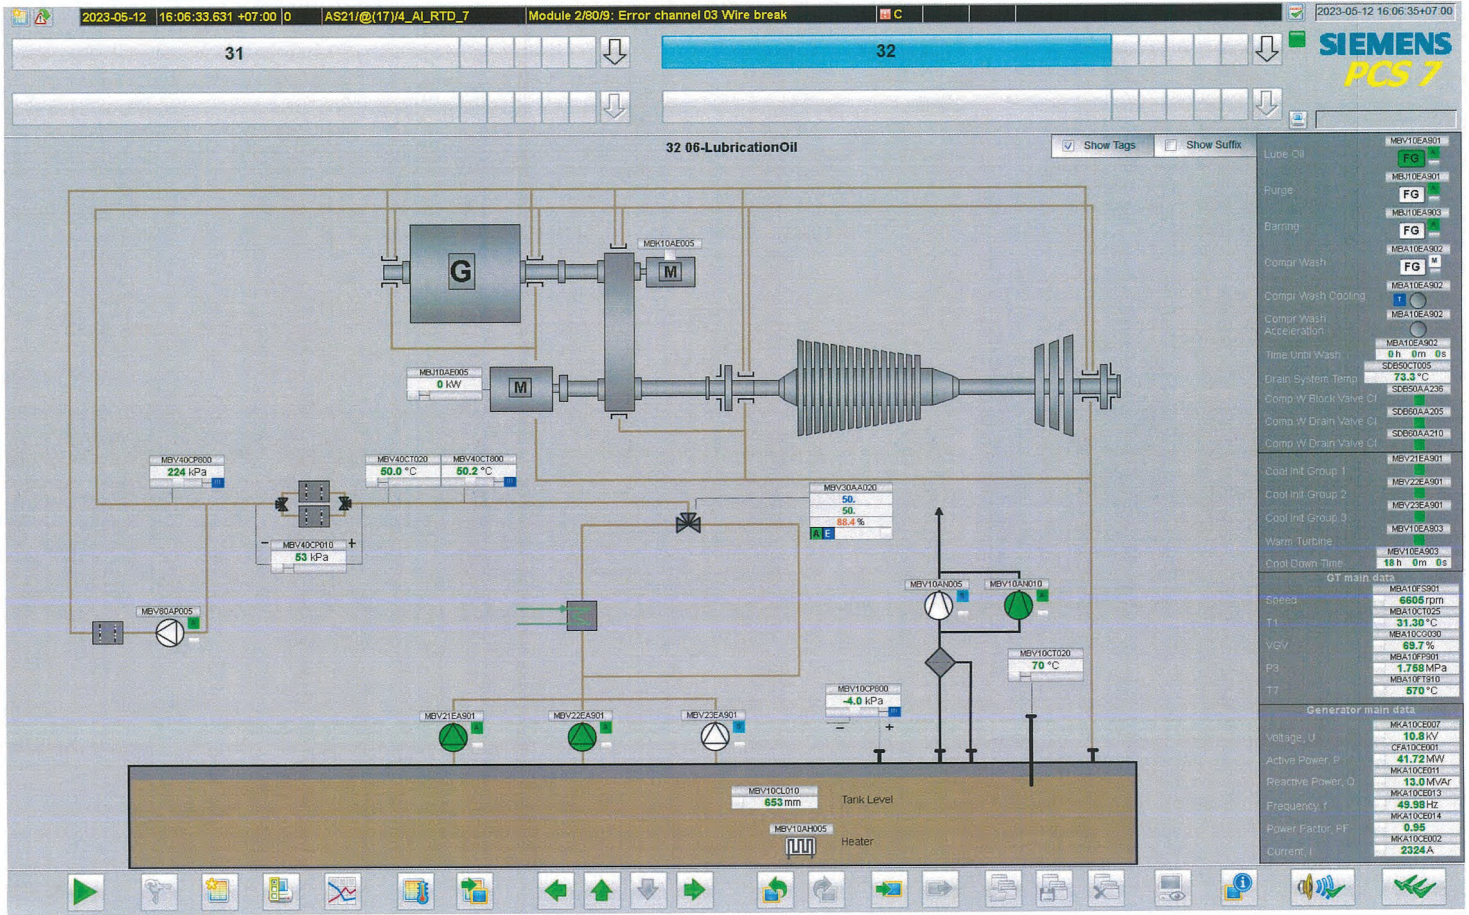 2023-05-12 16:06:33.631 +07:00 0 AS21/@(17)/4_AI_RTD_7 Module 2/80/9: Error channel 03 Wire break C
2023-05-12 16:06:35+07:00
31
32
SIEMENS
PCS 7
32 06-LubricationOil
Show Tags
Show Suffix
G
MBK10AE005
M
MBJ10AE005
0 kW
M
MBV40CP800
224 kPa
MBV40CT020
50.0 °C
MBV40CT800
50.2 °C
MBV40CP010
53 kPa
- +
MBV30AA020
50.
50.
88.4 %
A E
MBV80AP005
MBV10AN005
MBV10AN010
MBV10CT020
70 °C
MBV10CP800
-4.0 kPa
- +
MBV21EA901
MBV22EA901
MBV23EA901
MBV10CL010
653 mm
Tank Level
MBV10AH005
Heater
MBV10EA901
Lube Oil FG
MBJ10EA901
Purge FG
MBJ10EA903
Barring FG
MBA10EA902
Compr Wash FG M
MBA10EA902
Compr Wash Cooling T
MBA10EA902
Compr Wash
Acceleration
MBA10EA902
Time Until Wash 0h 0m 0s
SDB50CT005
Drain System Temp 73.3 °C
SDB50AA236
Comp W Block Valve Cl
SDB60AA205
Comp W Drain Valve Cl
SDB60AA210
Comp W Drain Valve Cl
MBV21EA901
Cool Init Group 1
MBV22EA901
Cool Init Group 2
MBV23EA901
Cool Init Group 3
MBV10EA903
Warm Turbine
MBV10EA903
Cool Down Time 18h 0m 0s
GT main data
MBA10FS901
Speed 6605 rpm
MBA10CT025
T1 31.30 °C
MBA10CG030
VGV 69.7 %
MBA10FP901
P3 1.758 MPa
MBA10FT910
T7 570 °C
Generator main data
MKA10CE007
Voltage, U 10.8 kV
CFA10CE001
Active Power, P 41.72 MW
MKA10CE011
Reactive Power, Q 13.0 MVAr
MKA10CE013
Frequency, f 49.98 Hz
MKA10CE014
Power Factor, PF 0.95
MKA10CE002
Current, I 2324 A